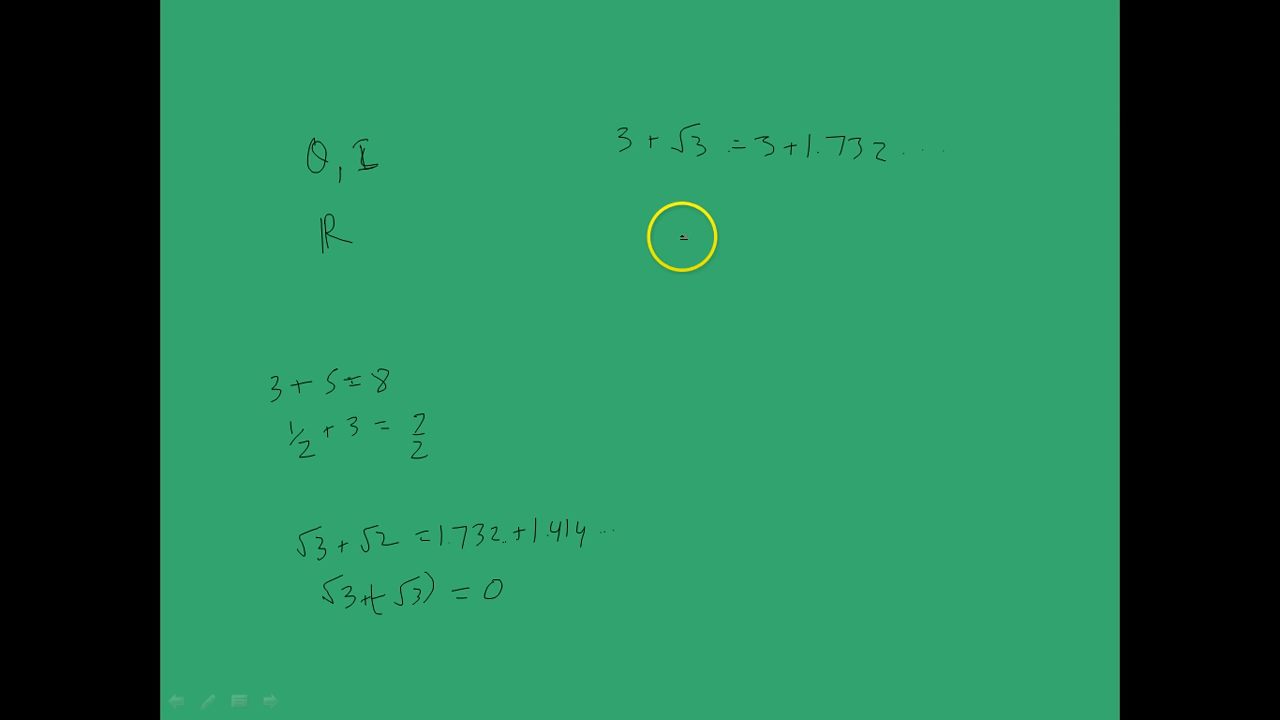 Q, I
ℝ
3 + √3 = 3 + 1.732 . . .
=
3 + 5 = 8
1/2 + 3 = 7/2
√3 + √2 = 1.732.. + 1.414 ...
√3 + (-√3) = 0